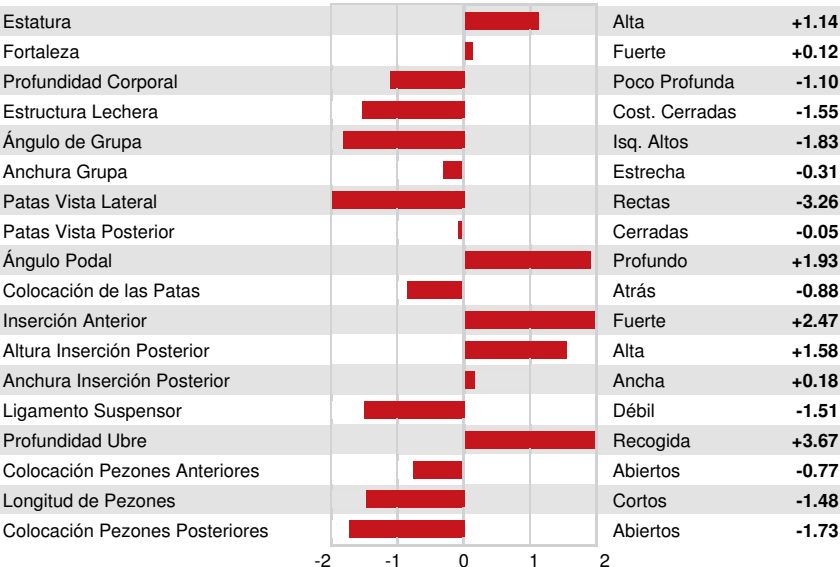 Estatura Alta +1.14
Fortaleza Fuerte +0.12
Profundidad Corporal Poco Profunda -1.10
Estructura Lechera Cost. Cerradas -1.55
Ángulo de Grupa Isq. Altos -1.83
Anchura Grupa Estrecha -0.31
Patas Vista Lateral Rectas -3.26
Patas Vista Posterior Cerradas -0.05
Ángulo Podal Profundo +1.93
Colocación de las Patas Atrás -0.88
Inserción Anterior Fuerte +2.47
Altura Inserción Posterior Alta +1.58
Anchura Inserción Posterior Ancha +0.18
Ligamento Suspensor Débil -1.51
Profundidad Ubre Recogida +3.67
Colocación Pezones Anteriores Abiertos -0.77
Longitud de Pezones Cortos -1.48
Colocación Pezones Posteriores Abiertos -1.73
-2 -1 0 1 2